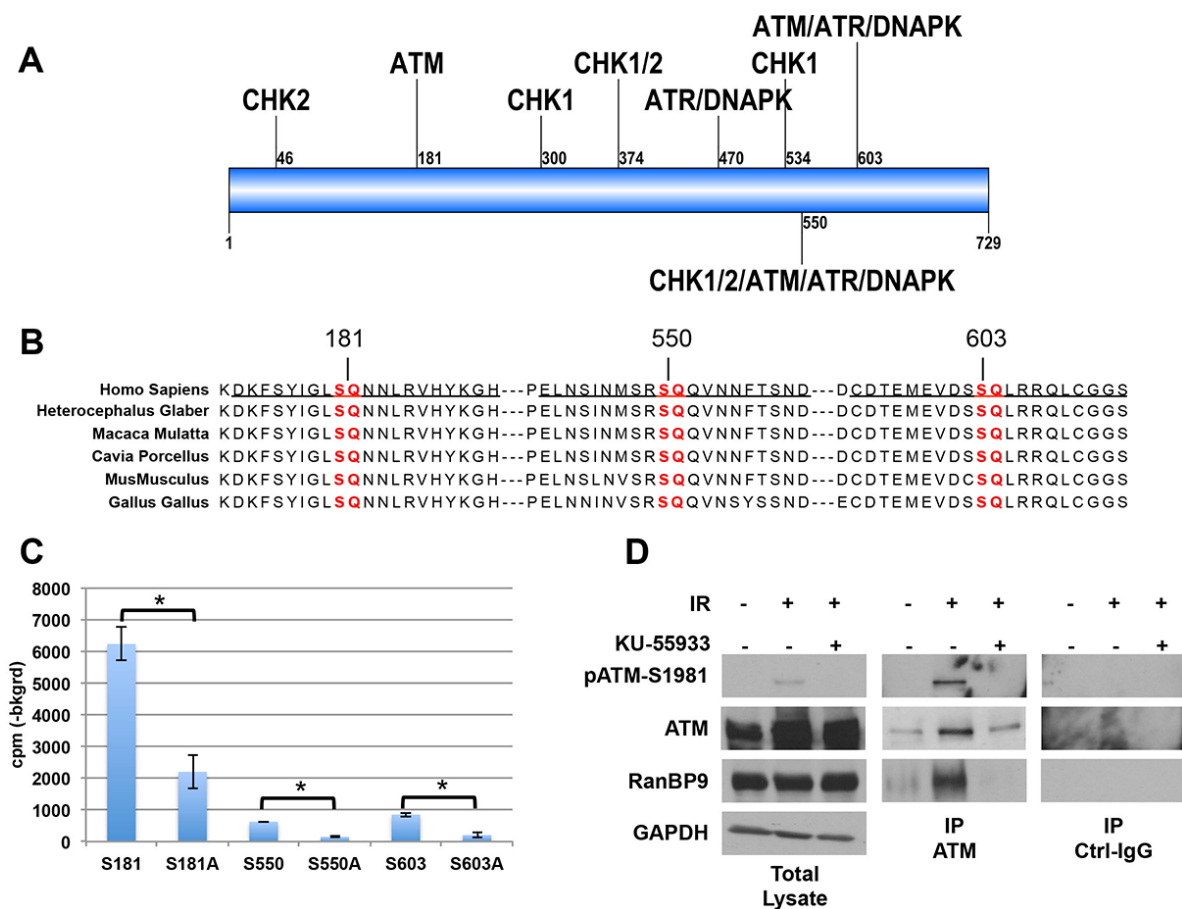 A
ATM/ATR/DNAPK
ATM
CHK1/2
CHK1
CHK2
CHK1
ATR/DNAPK
46
181
300
374
470
534
603
550
1
729
CHK1/2/ATM/ATR/DNAPK
B
181
550
603
Homo Sapiens KDKFSYIGLSQNNLRVHYKGH---PELNSINMSRSQQVNNFTSND---DCDTEMEVDSSQLRRQLCGGS
Heterocephalus Glaber KDKFSYIGLSQNNLRVHYKGH---PELNSINMSRSQQVNNFTSND---DCDTEMEVDSSQLRRQLCGGS
Macaca Mulatta KDKFSYIGLSQNNLRVHYKGH---PELNSINMSRSQQVNNFTSND---DCDTEMEVDSSQLRRQLCGGS
Cavia Porcellus KDKFSYIGLSQNNLRVHYKGH---PELNSINMSRSQQVNNFTSND---DCDTEMEVDSSQLRRQLCGGS
MusMusculus KDKFSYIGLSQNNLRVHYKGH---PELNSLNVSRSQQVNNFTSND---DCDTEMEVDCSQLRRQLCGGS
Gallus Gallus KDKFSYIGLSQNNLRVHYKGH---PELNNINVSRSQQVNSYSSND---ECDTEMEVDCSQLRRQLCGGS
C
cpm (-bkgrd)
8000
7000
6000
5000
4000
3000
2000
1000
0
*
*
*
S181 S181A S550 S550A S603 S603A
D
IR - + + - + + - + +
KU-55933 - - + - - + - - +
pATM-S1981
ATM
RanBP9
GAPDH
Total
Lysate
IP
ATM
IP
Ctrl-IgG